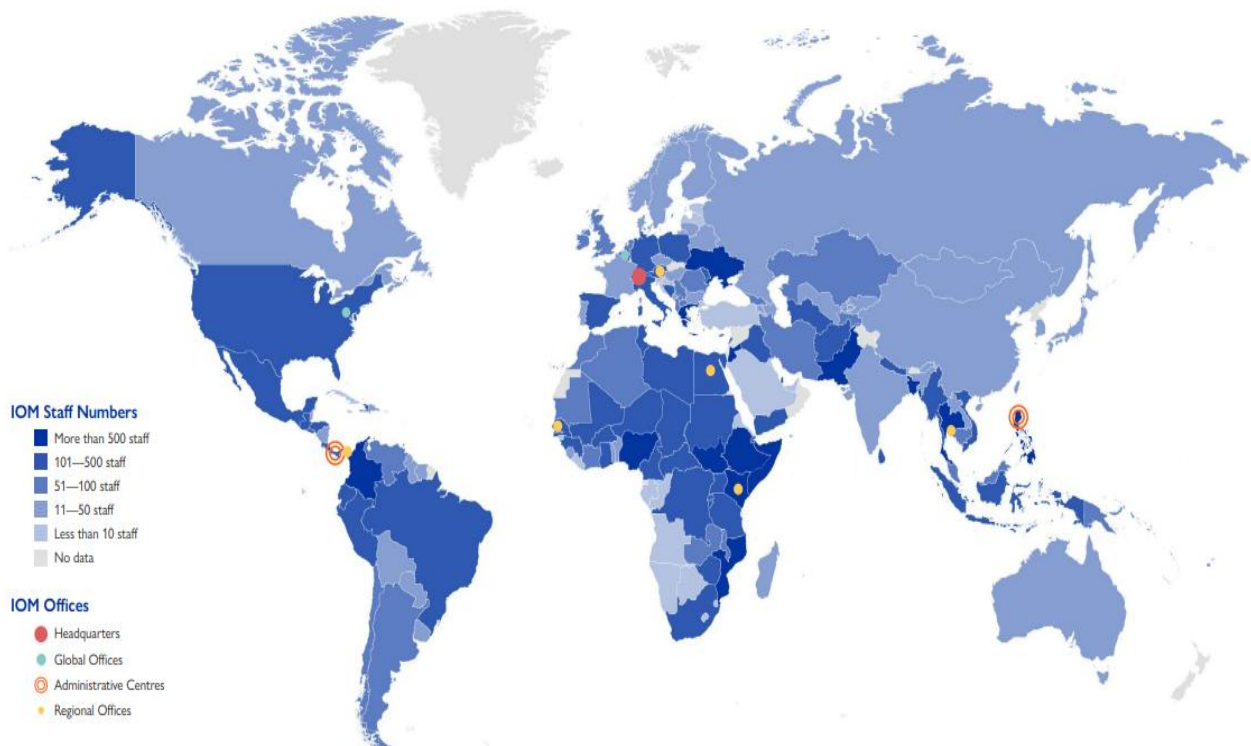 IOM Staff Numbers
More than 500 staff
101—500 staff
51—100 staff
11—50 staff
Less than 10 staff
No data
IOM Offices
Headquarters
Global Offices
Administrative Centres
Regional Offices